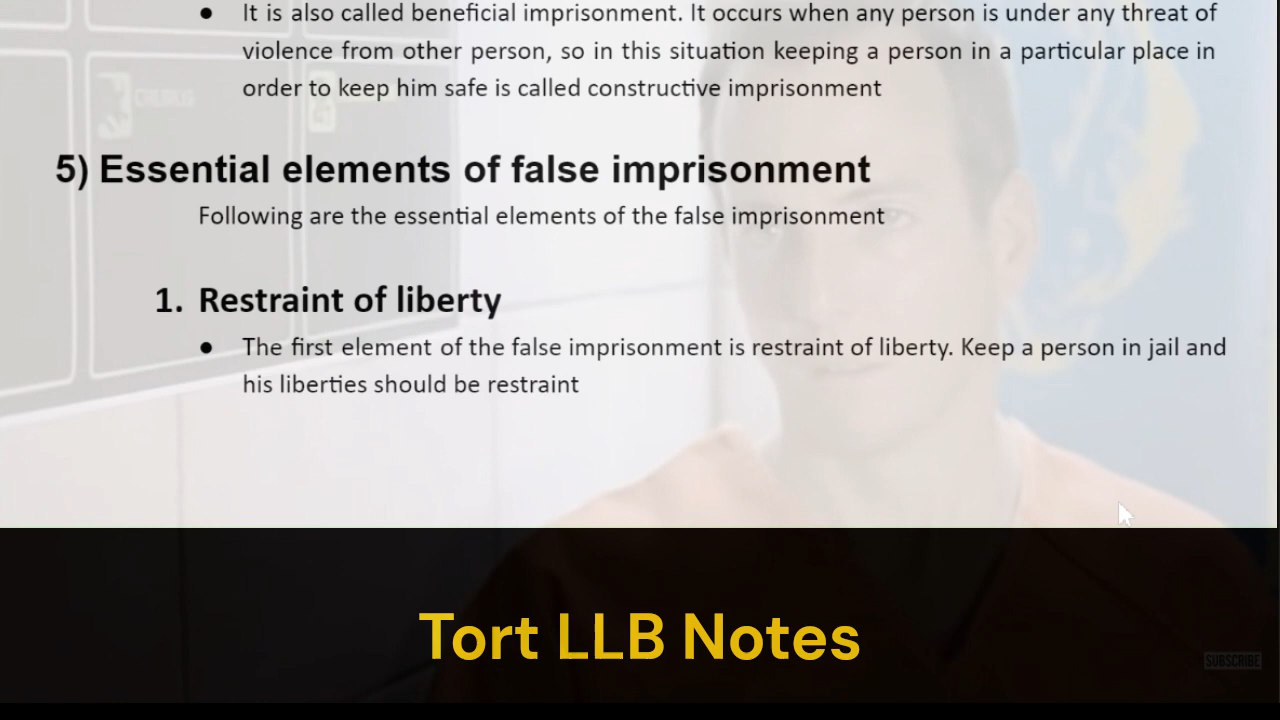 ● It is also called beneficial imprisonment. It occurs when any person is under any threat of
violence from other person, so in this situation keeping a person in a particular place in
order to keep him safe is called constructive imprisonment
5) Essential elements of false imprisonment
Following are the essential elements of the false imprisonment
1. Restraint of liberty
● The first element of the false imprisonment is restraint of liberty. Keep a person in jail and
his liberties should be restraint
Tort LLB Notes
SUBSCRIBE